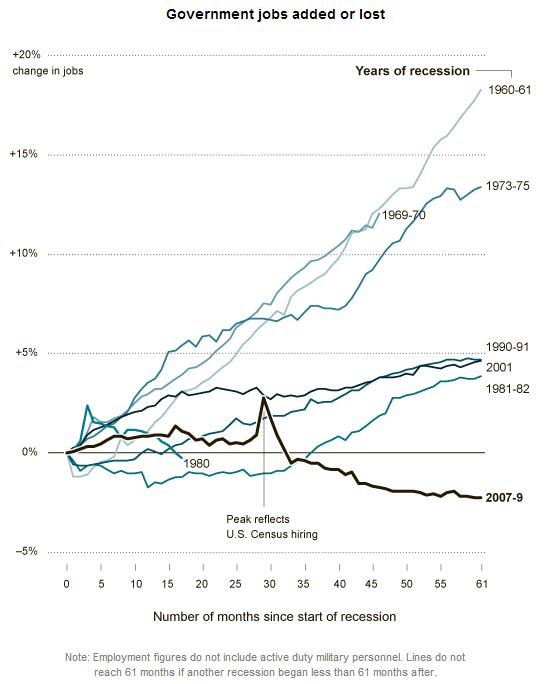 Government jobs added or lost
+20%
change in jobs
Years of recession
1960-61
+15%
1973-75
1969-70
+10%
+5%
1990-91
2001
1981-82
0%
1980
2007-9
Peak reflects
U.S. Census hiring
–5%
0 5 10 15 20 25 30 35 40 45 50 55 61
Number of months since start of recession
Note: Employment figures do not include active duty military personnel. Lines do not
reach 61 months if another recession began less than 61 months after.